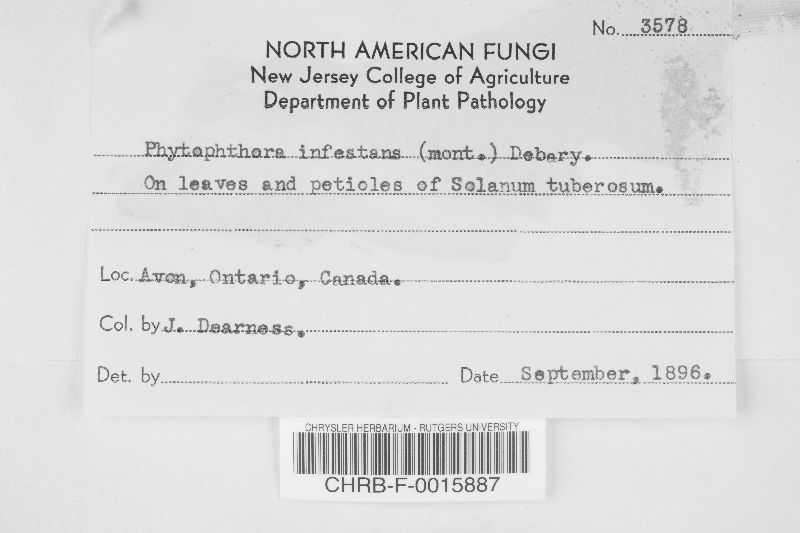 No. 3578
NORTH AMERICAN FUNGI
New Jersey College of Agriculture
Department of Plant Pathology
Phytophthora infestans (mont.) Debary.
On leaves and petioles of Solanum tuberosum.
Loc. Avon, Ontario, Canada.
Col. by J. Dearness.
Det. by
Date September, 1896.
CHRYSLER HERBARIUM - RUTGERS UNIVERSITY
CHRB-F-0015887